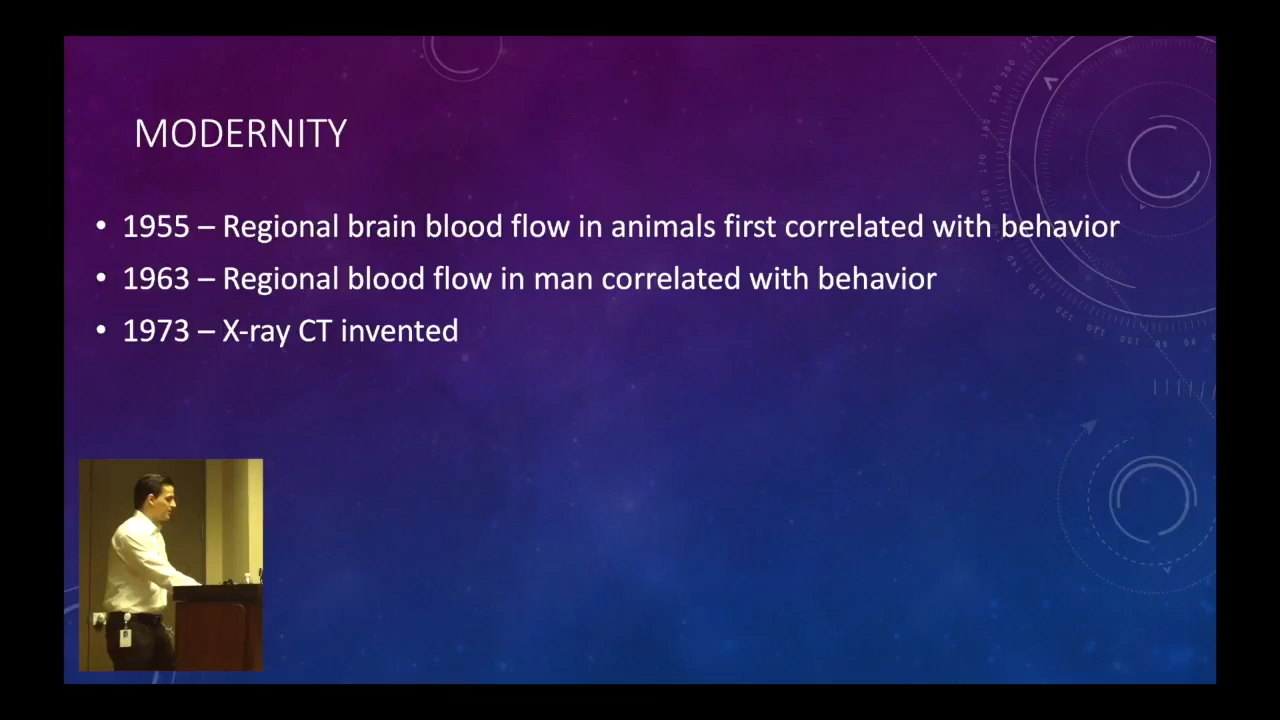 MODERNITY
• 1955 – Regional brain blood flow in animals first correlated with behavior
• 1963 – Regional blood flow in man correlated with behavior
• 1973 – X-ray CT invented